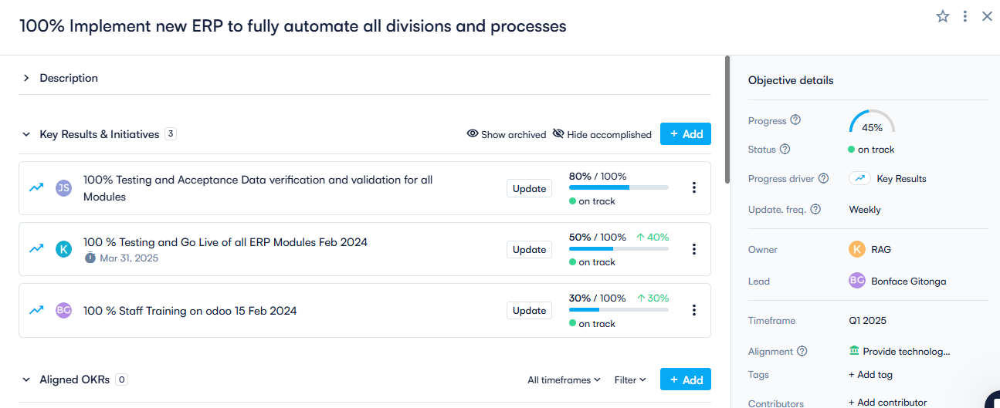 100% Implement new ERP to fully automate all divisions and processes
Description
Key Results & Initiatives 3
Show archived
Hide accomplished
+ Add
JS
100% Testing and Acceptance Data verification and validation for all
Modules
Update
80% / 100%
on track
K
100 % Testing and Go Live of all ERP Modules Feb 2024
Mar 31, 2025
Update
50% / 100% ↑ 40%
on track
BG
100 % Staff Training on odoo 15 Feb 2024
Update
30% / 100% ↑ 30%
on track
Aligned OKRs 0
All timeframes
Filter
+ Add
Objective details
Progress ? 45%
Status ? on track
Progress driver ? Key Results
Update. freq. ? Weekly
Owner K RAG
Lead BG Bonface Gitonga
Timeframe Q1 2025
Alignment ? Provide technolog...
Tags + Add tag
Contributors + Add contributor